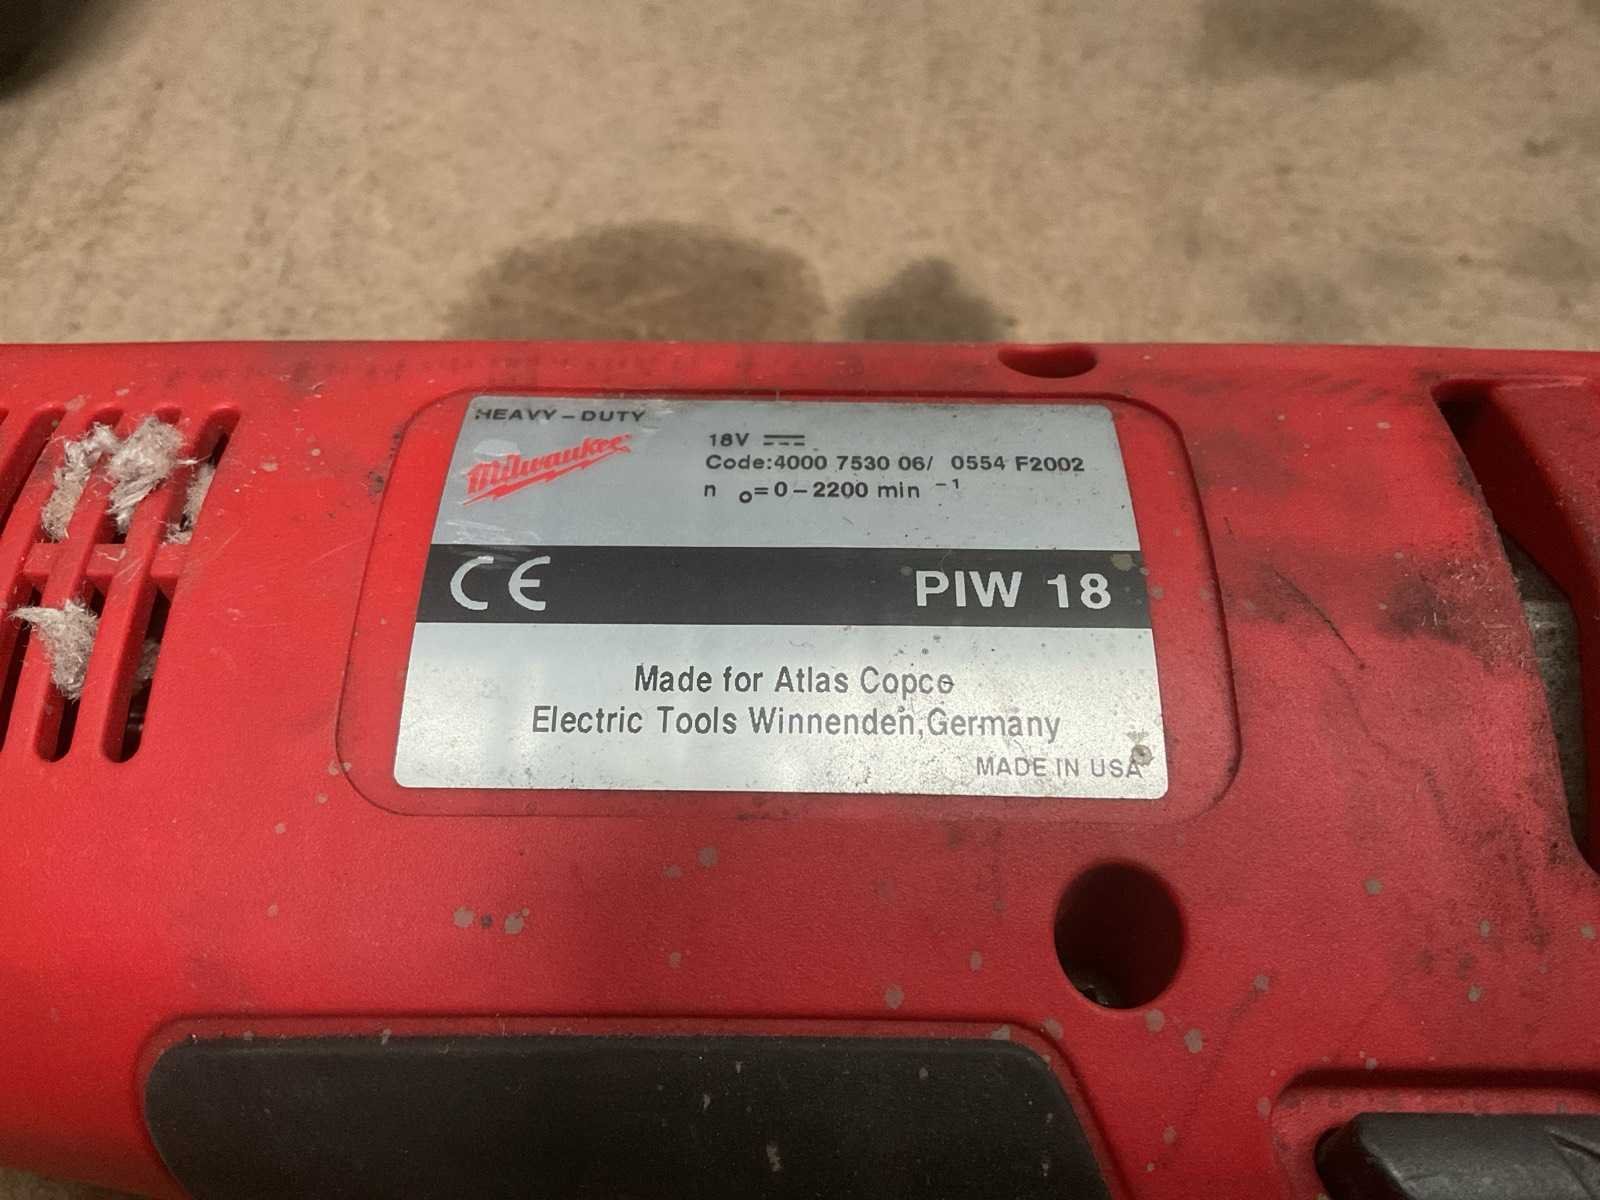 HEAVY-DUTY
Milwaukee
18V
Code:4000 7530 06/ 0554 F2002
n o=0-2200 min -1
CE
PIW 18
Made for Atlas Copco
Electric Tools Winnenden,Germany
MADE IN USA